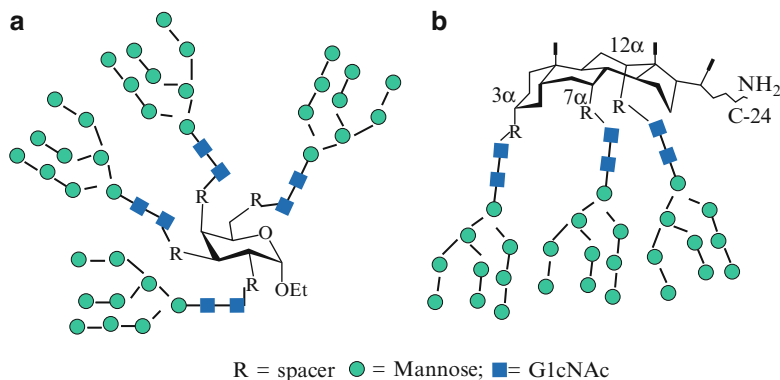 a
b
12α
NH2
3α
7α
C-24
R
R
R
R
R
R
R
O
OEt
R = spacer = Mannose; = G1cNAc